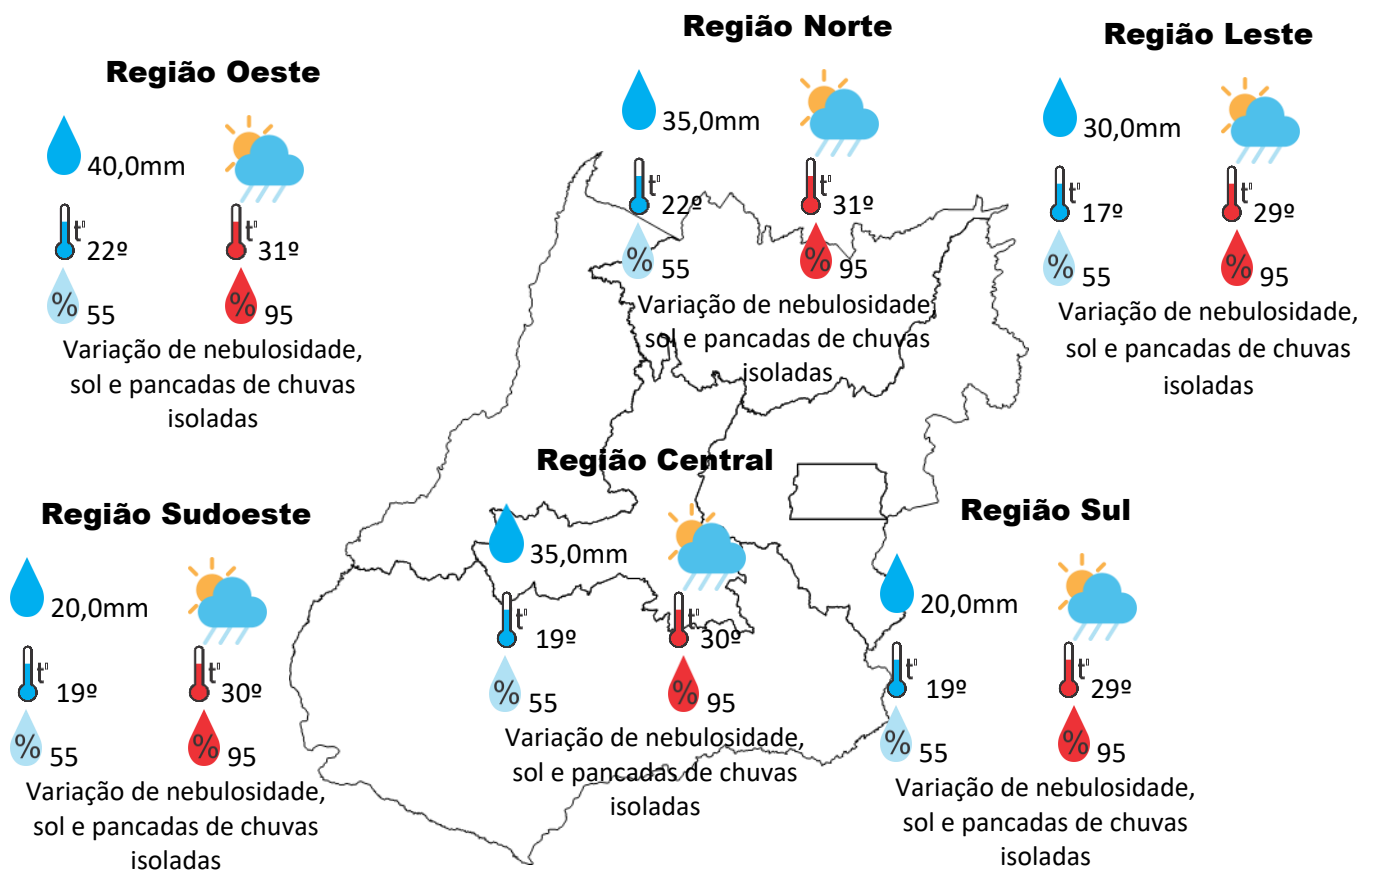 Região Oeste
40,0mm
t°
22º
31º
%
55
%
95
Variação de nebulosidade,
sol e pancadas de chuvas
isoladas
Região Norte
35,0mm
t°
22º
t°
31º
%
55
%
95
Variação de nebulosidade,
sol e pancadas de chuvas
isoladas
Região Leste
30,0mm
t°
17º
t°
29º
%
55
%
95
Variação de nebulosidade,
sol e pancadas de chuvas
isoladas
Região Sudoeste
20,0mm
t°
19º
t°
30º
%
55
%
95
Variação de nebulosidade,
sol e pancadas de chuvas
isoladas
Região Central
35,0mm
t°
19º
t°
30º
%
55
%
95
Variação de nebulosidade,
sol e pancadas de chuvas
isoladas
Região Sul
20,0mm
t°
19º
t°
29º
%
55
%
95
Variação de nebulosidade,
sol e pancadas de chuvas
isoladas